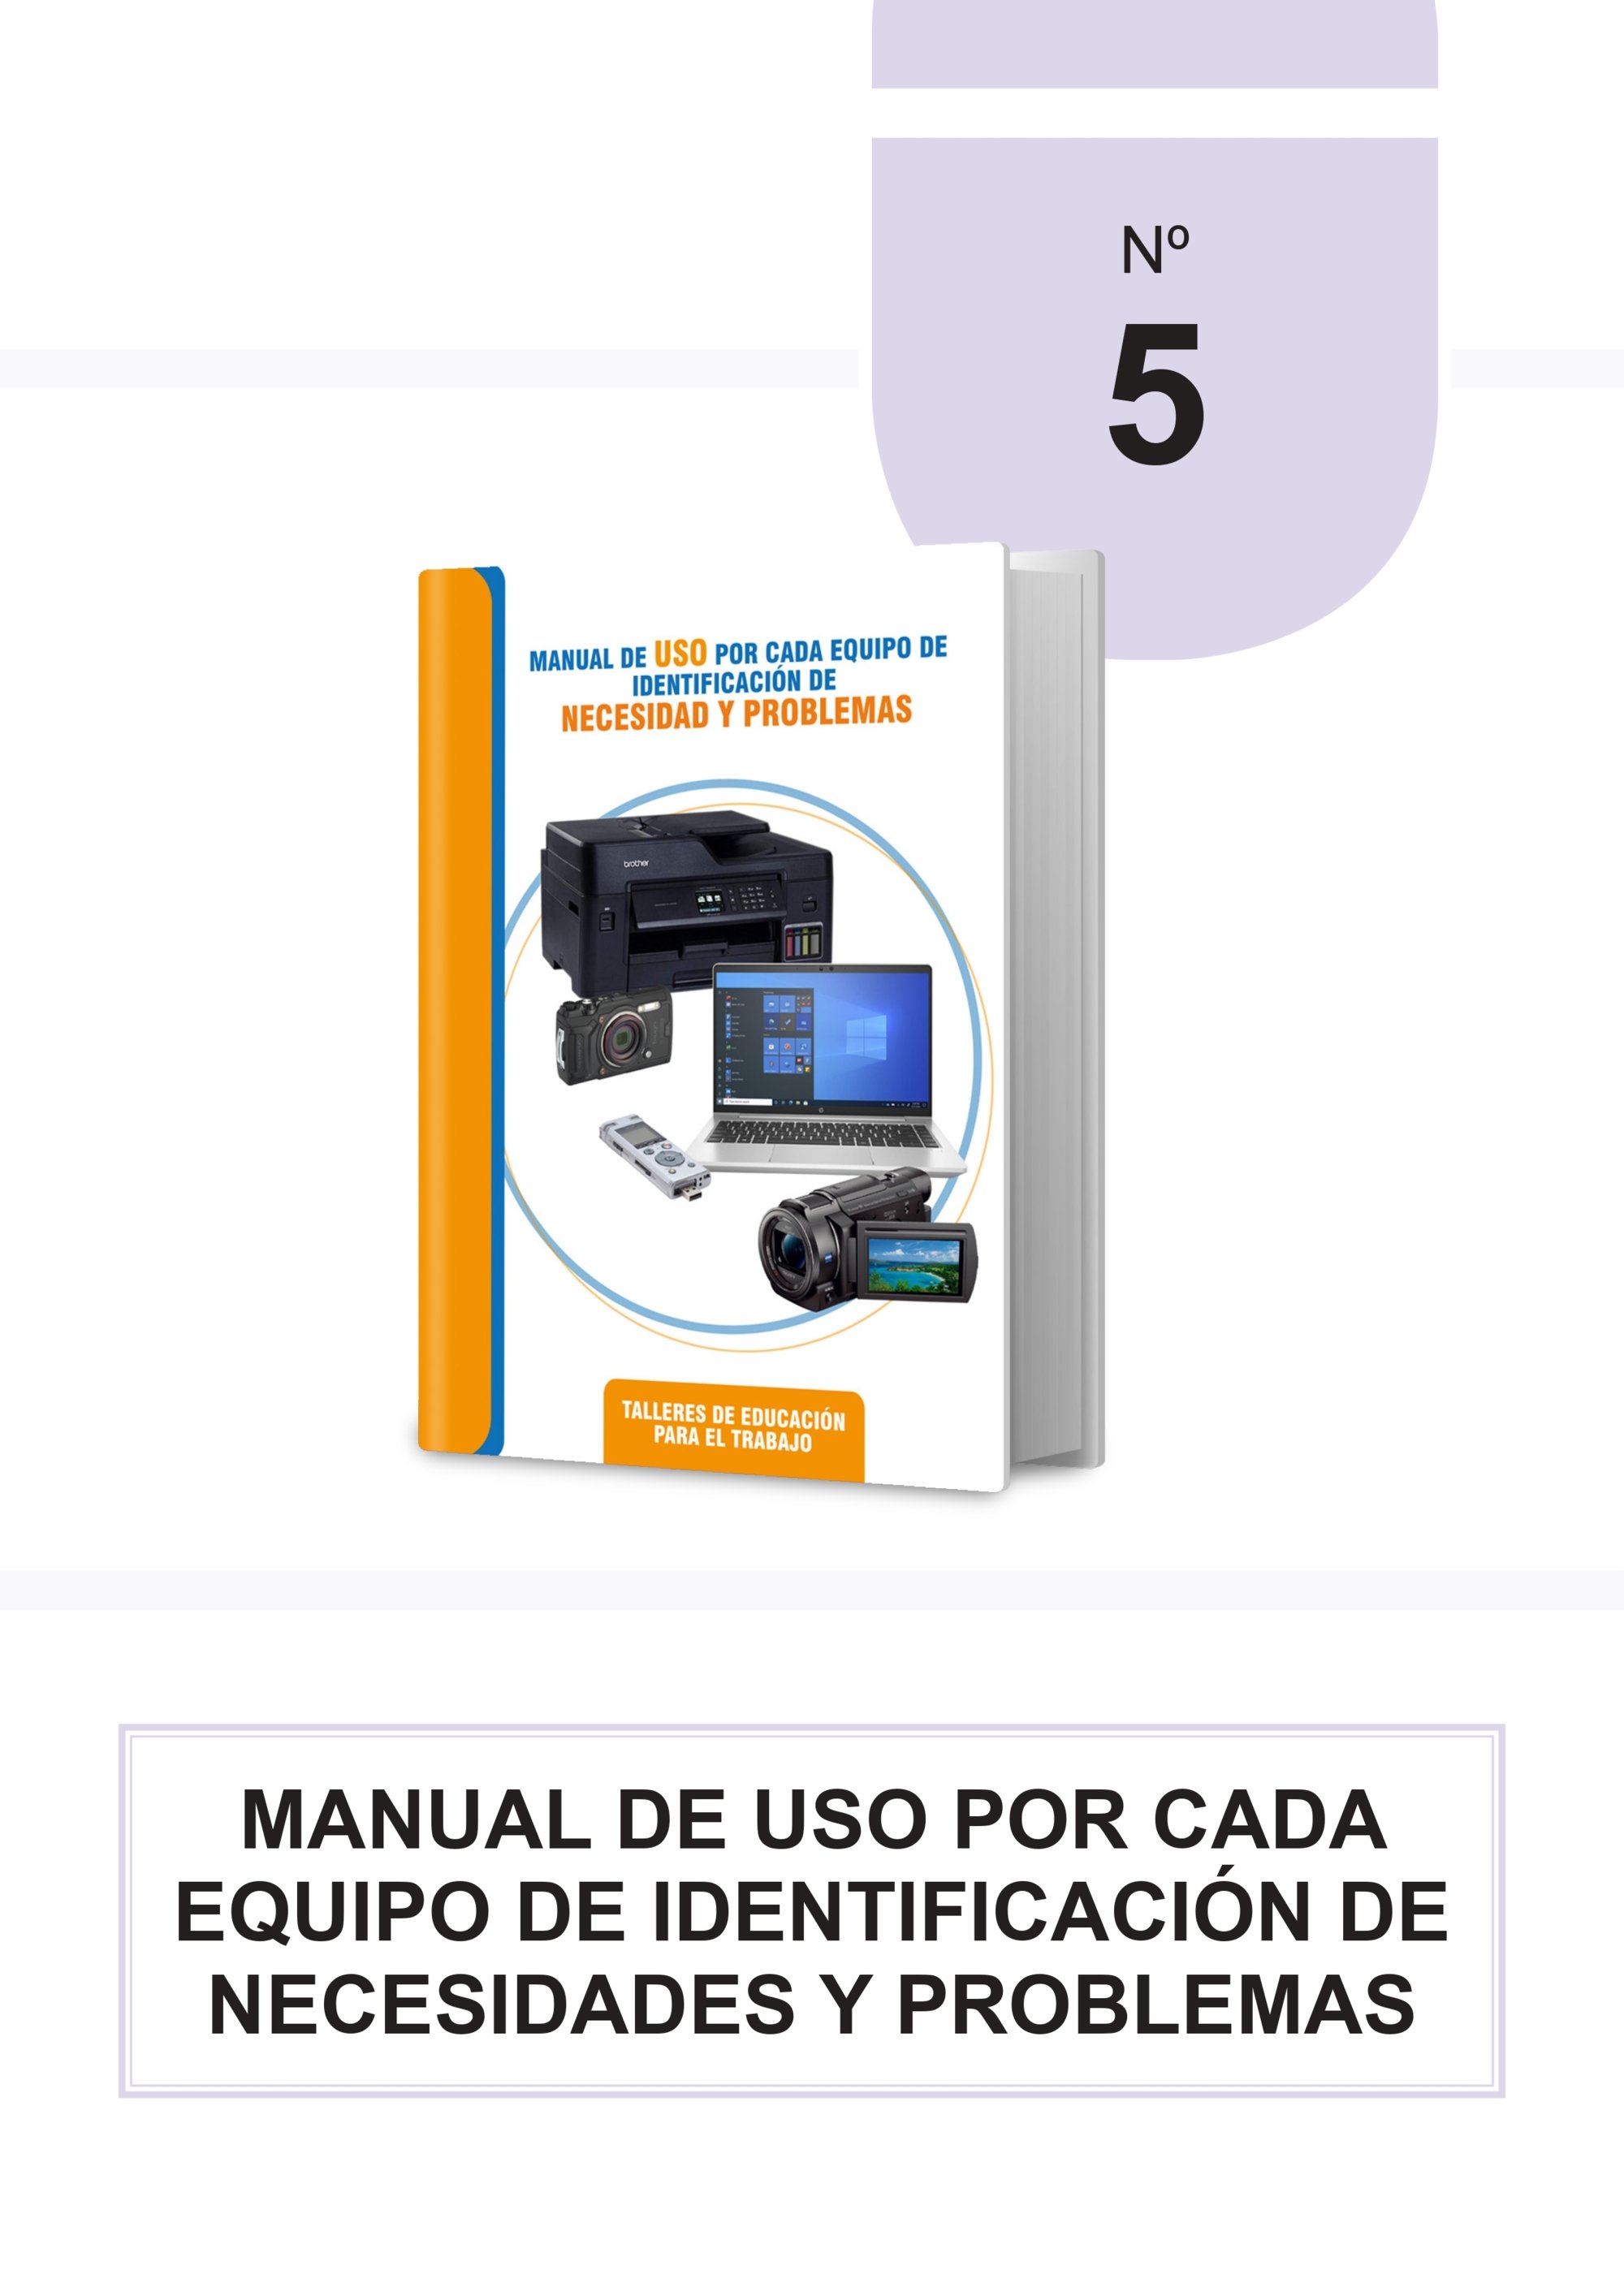 Nº
5
MANUAL DE USO POR CADA EQUIPO DE
IDENTIFICACIÓN DE
NECESIDAD Y PROBLEMAS
brother
TALLERES DE EDUCACIÓN
PARA EL TRABAJO
MANUAL DE USO POR CADA
EQUIPO DE IDENTIFICACIÓN DE
NECESIDADES Y PROBLEMAS